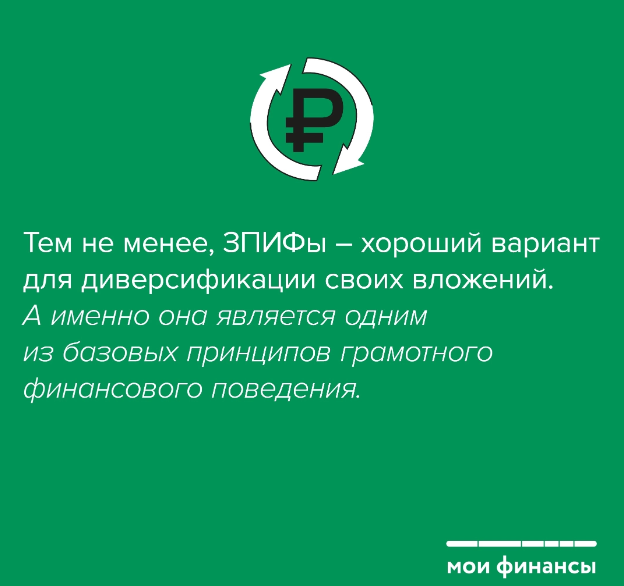 Тем не менее, ЗПИФы – хороший вариант
для диверсификации своих вложений.
А именно она является одним
из базовых принципов грамотного
финансового поведения.
мои финансы